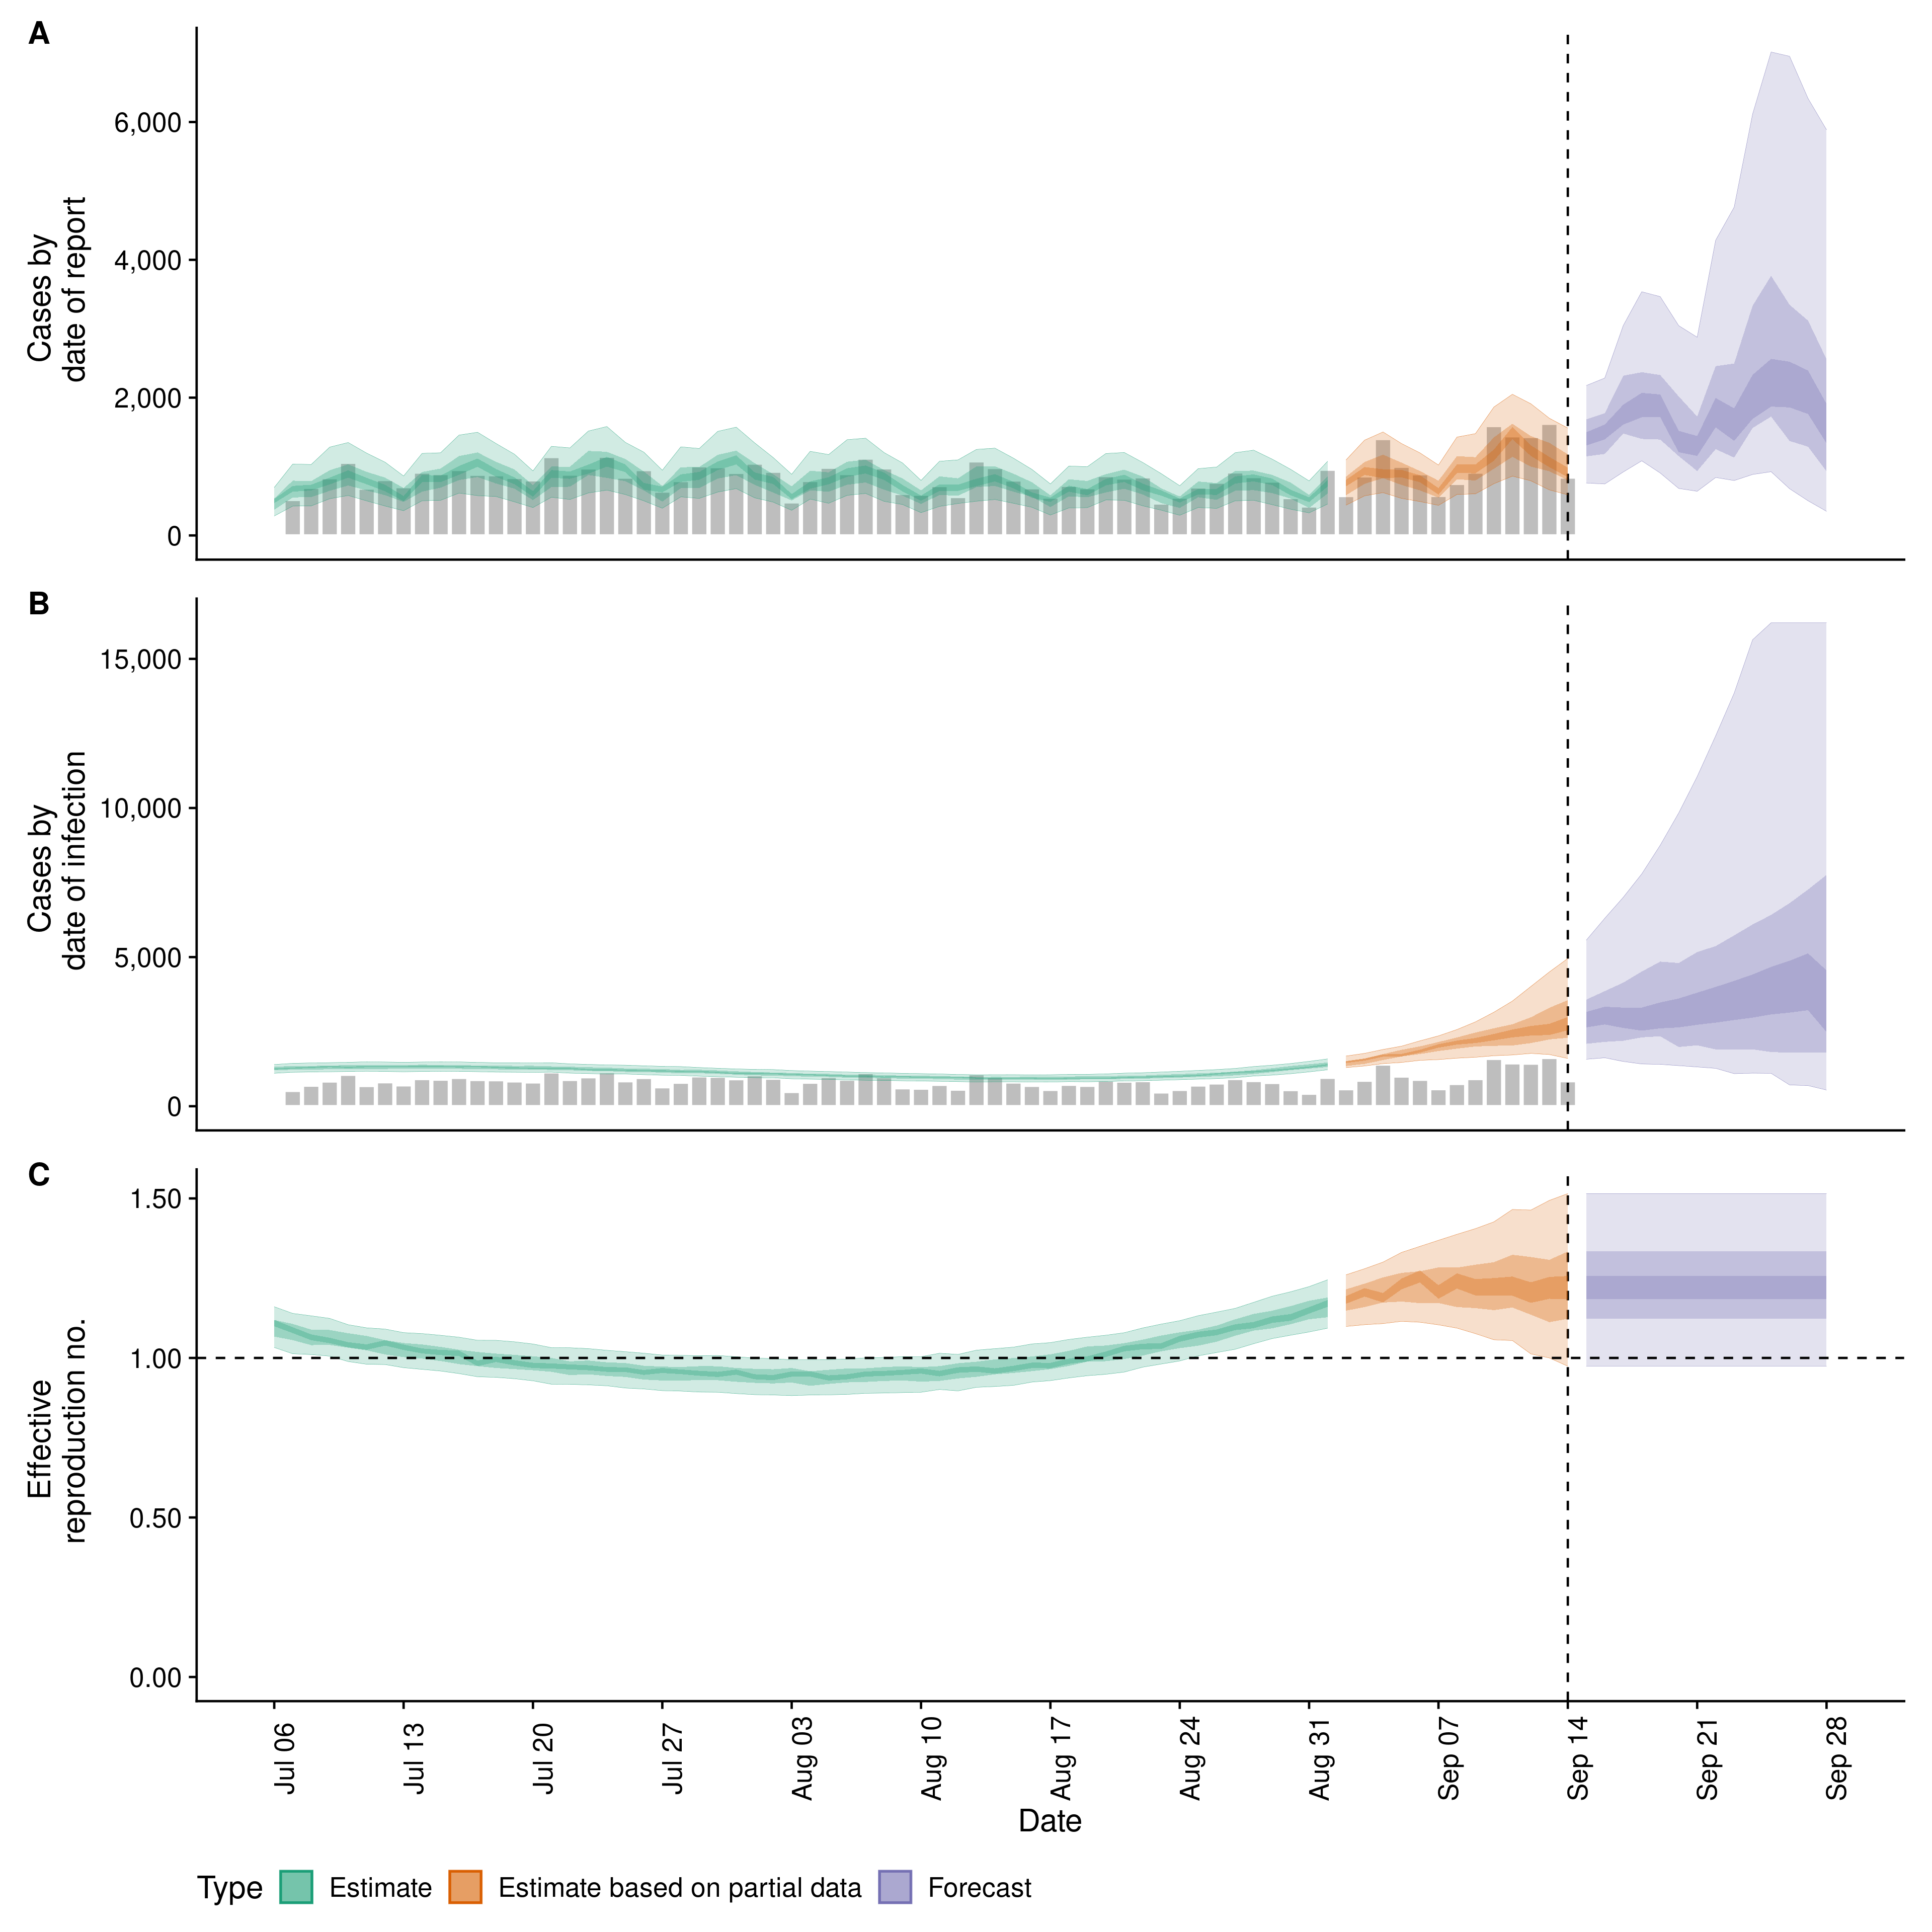 A
Cases by
date of report
6,000
4,000
2,000
0
B
Cases by
date of infection
15,000
10,000
5,000
0
C
Effective
reproduction no.
1.50
1.00
0.50
0.00
Jul 06
Jul 13
Jul 20
Jul 27
Aug 03
Aug 10
Aug 17
Aug 24
Aug 31
Sep 07
Sep 14
Sep 21
Sep 28
Date
Type Estimate Estimate based on partial data Forecast